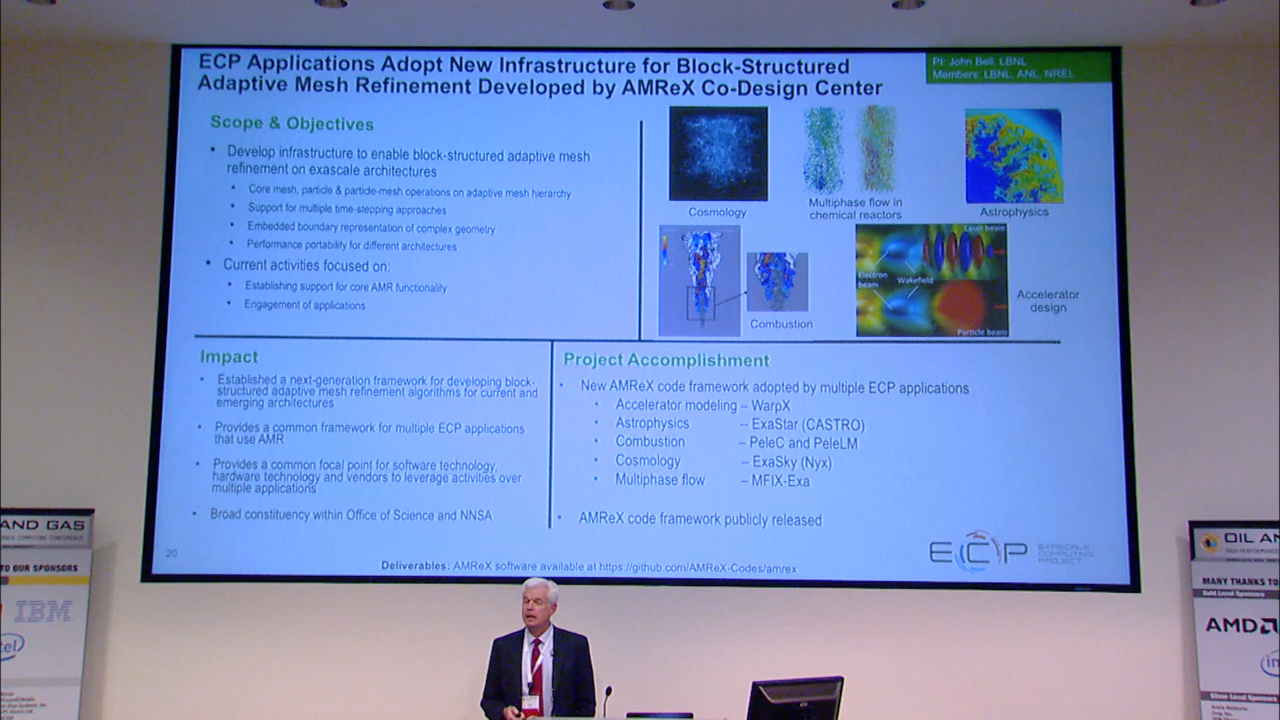 ECP Applications Adopt New Infrastructure for Block-Structured
Adaptive Mesh Refinement Developed by AMReX Co-Design Center
PI: John Bell, LBNL
Members: LBNL, ANL, NREL
Scope & Objectives
• Develop infrastructure to enable block-structured adaptive mesh
refinement on exascale architectures
• Core mesh, particle & particle-mesh operations on adaptive mesh hierarchy
• Support for multiple time-stepping approaches
• Embedded boundary representation of complex geometry
• Performance portability for different architectures
• Current activities focused on:
• Establishing support for core AMR functionality
• Engagement of applications
Cosmology
Multiphase flow in
chemical reactors
Astrophysics
Combustion
Laser beam
Electron
beam
Wakefield
Particle beam
Accelerator
design
Impact
• Established a next-generation framework for developing block-
structured adaptive mesh refinement algorithms for current and
emerging architectures
• Provides a common framework for multiple ECP applications
that use AMR
• Provides a common focal point for software technology,
hardware technology and vendors to leverage activities over
multiple applications
• Broad constituency within Office of Science and NNSA
Project Accomplishment
• New AMReX code framework adopted by multiple ECP applications
• Accelerator modeling – WarpX
• Astrophysics -- ExaStar (CASTRO)
• Combustion – PeleC and PeleLM
• Cosmology – ExaSky (Nyx)
• Multiphase flow – MFIX-Exa
• AMReX code framework publicly released
20
Deliverables: AMReX software available at https://github.com/AMReX-Codes/amrex
ECP
EXASCALE
COMPUTING
PROJECT
AND GAS
TO OUR SPONSORS
IBM
tel
OIL AN
MANY THANKS TO
Gold Level Sponsors
AMD
in
Silver Level Sponsors